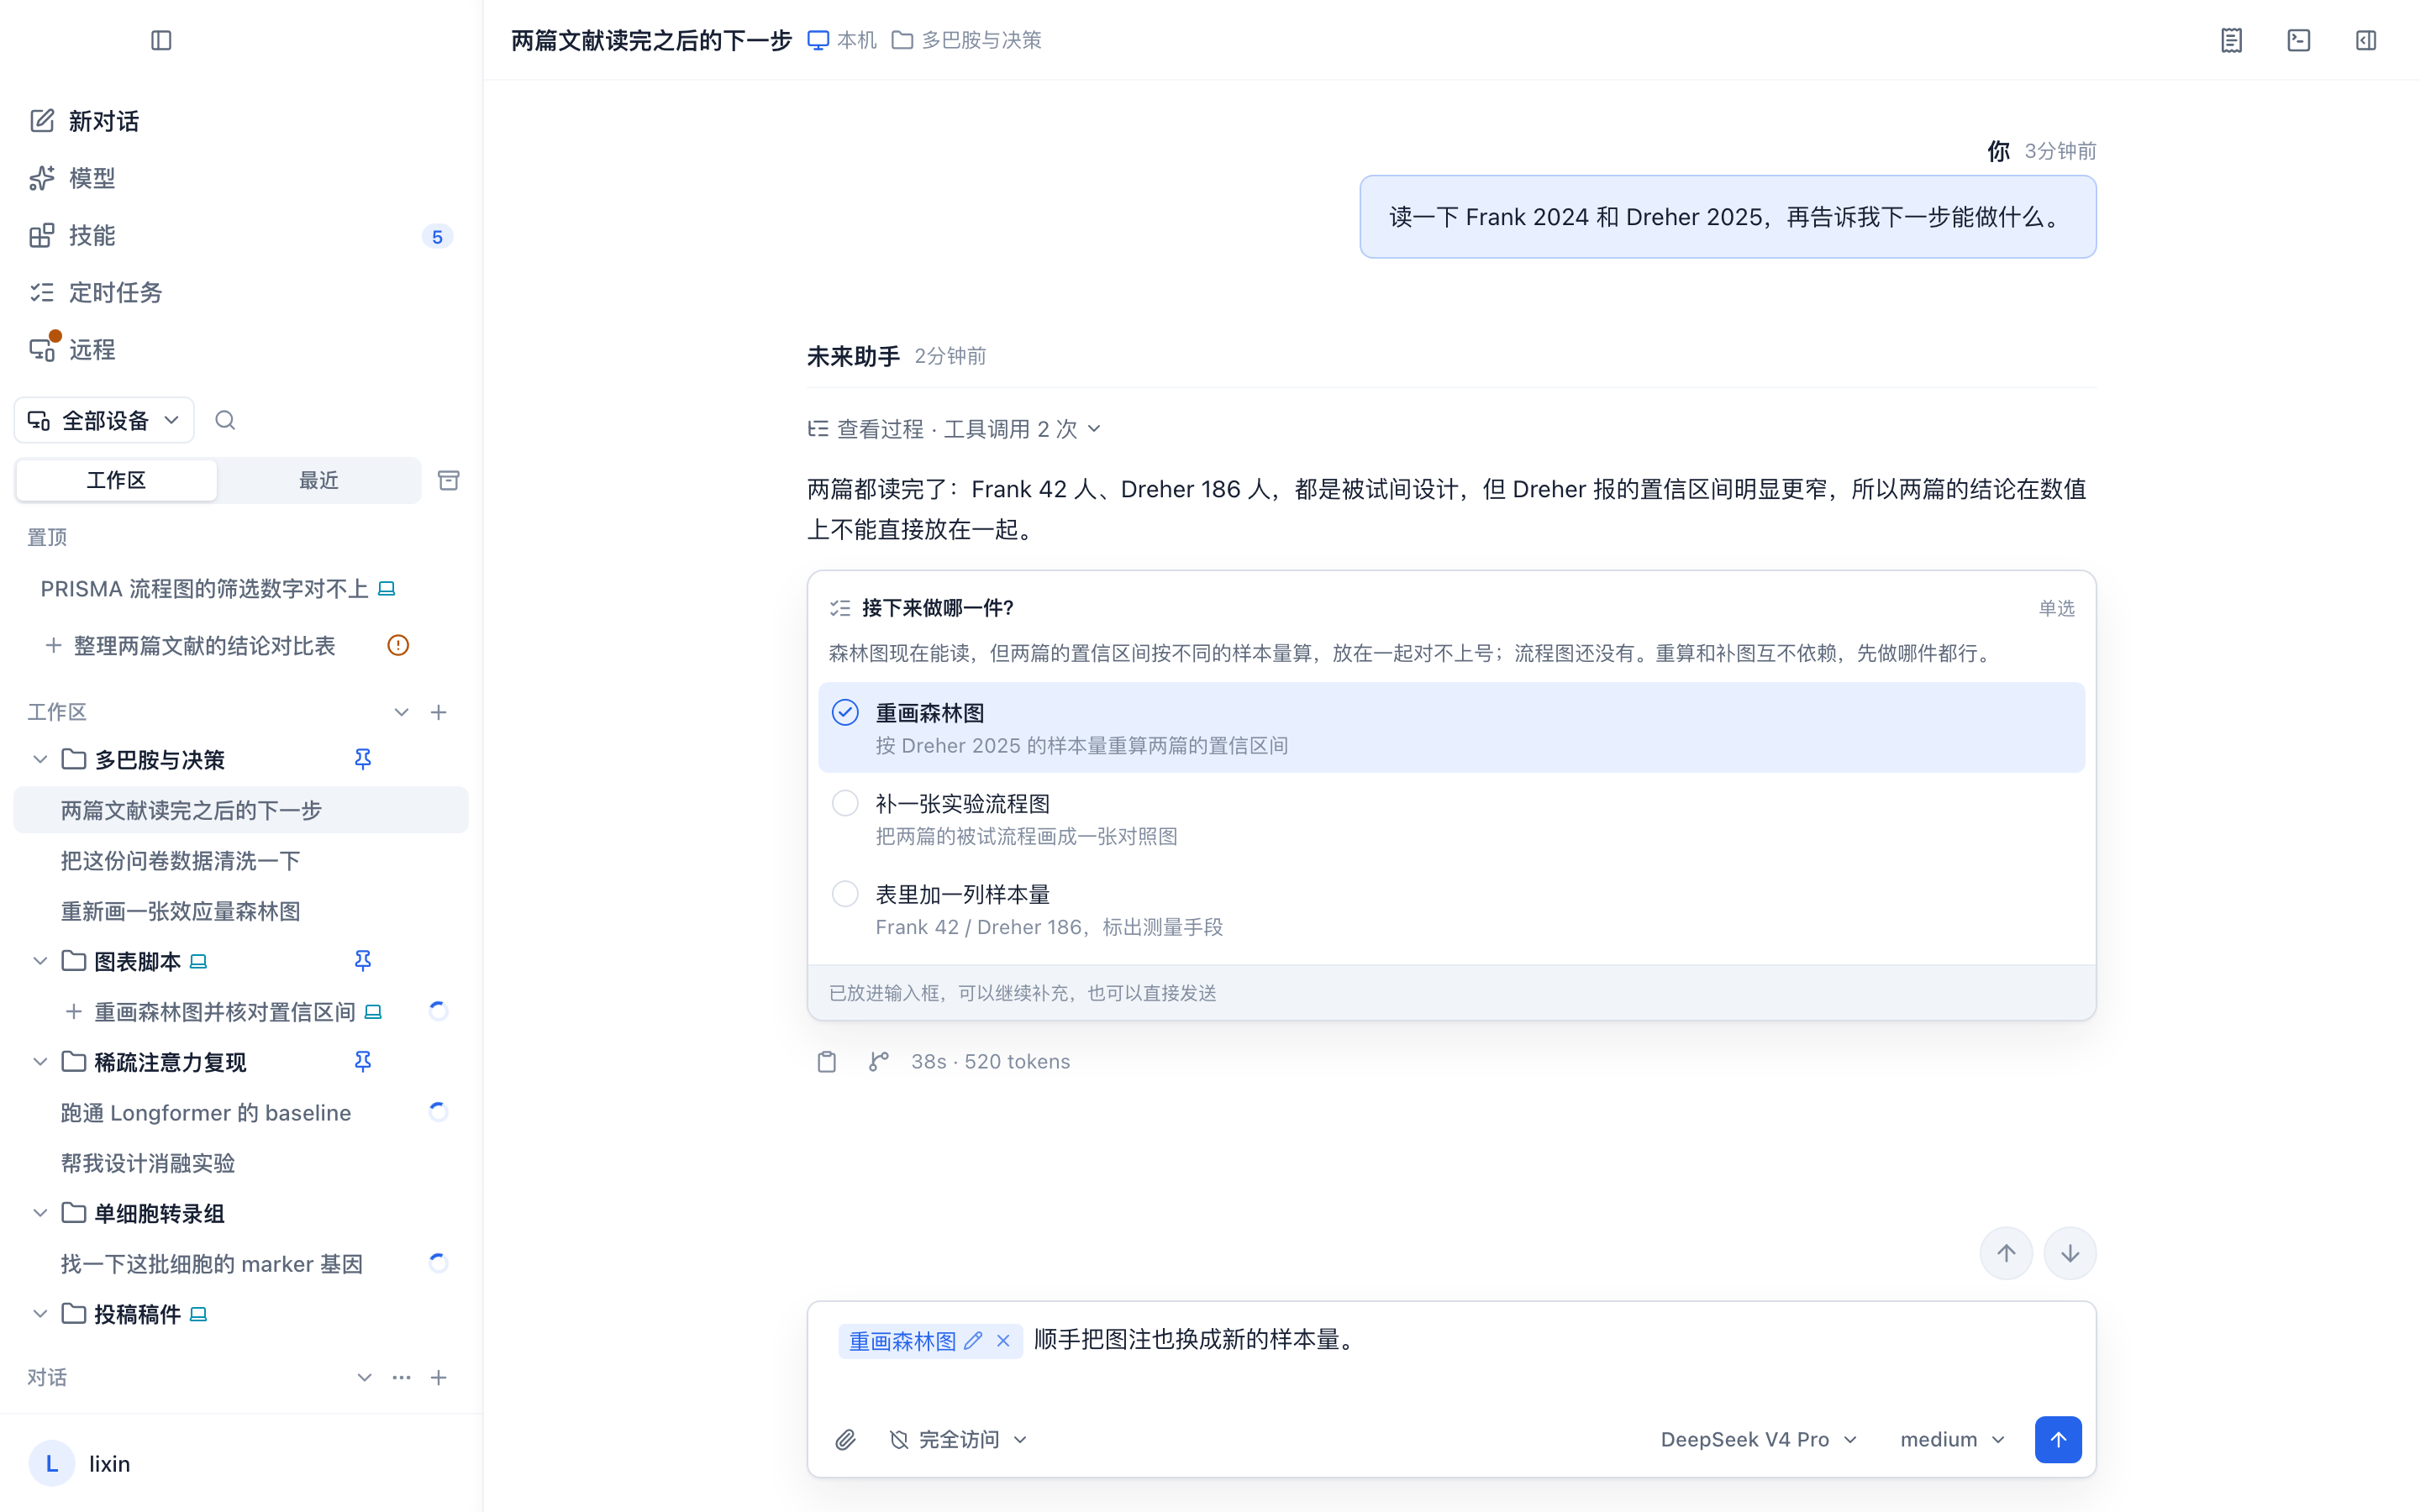 新对话
模型
技能
5
定时任务
远程
全部设备
工作区
最近
置顶
PRISMA 流程图的筛选数字对不上
整理两篇文献的结论对比表
工作区
多巴胺与决策
两篇文献读完之后的下一步
把这份问卷数据清洗一下
重新画一张效应量森林图
图表脚本
重画森林图并核对置信区间
稀疏注意力复现
跑通 Longformer 的 baseline
帮我设计消融实验
单细胞转录组
找一下这批细胞的 marker 基因
投稿稿件
对话
L
lixin
两篇文献读完之后的下一步 本机 多巴胺与决策
你 3分钟前
读一下 Frank 2024 和 Dreher 2025，再告诉我下一步能做什么。
未来助手 2分钟前
查看过程 · 工具调用 2 次
两篇都读完了：Frank 42 人、Dreher 186 人，都是被试间设计，但 Dreher 报的置信区间明显更窄，所以两篇的结论在数值
上不能直接放在一起。
接下来做哪一件?
单选
森林图现在能读，但两篇的置信区间按不同的样本量算，放在一起对不上号；流程图还没有。重算和补图互不依赖，先做哪件都行。
重画森林图
按 Dreher 2025 的样本量重算两篇的置信区间
补一张实验流程图
把两篇的被试流程画成一张对照图
表里加一列样本量
Frank 42 / Dreher 186，标出测量手段
已放进输入框，可以继续补充，也可以直接发送
38s · 520 tokens
重画森林图 顺手把图注也换成新的样本量。
完全访问
DeepSeek V4 Pro
medium